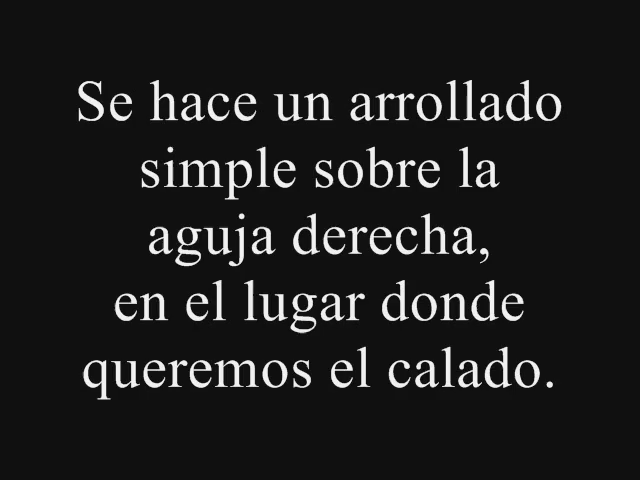 Se hace un arrollado
simple sobre la
aguja derecha,
en el lugar donde
queremos el calado.